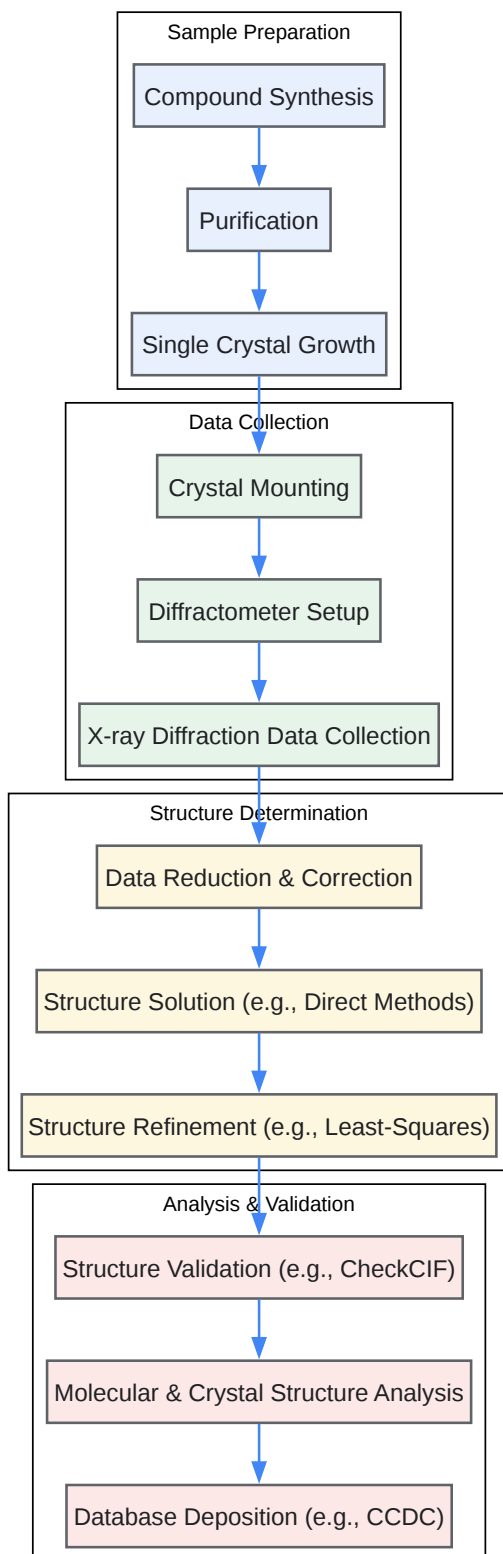 Sample Preparation
Compound Synthesis
Purification
Single Crystal Growth
Data Collection
Crystal Mounting
Diffractometer Setup
X-ray Diffraction Data Collection
Structure Determination
Data Reduction & Correction
Structure Solution (e.g., Direct Methods)
Structure Refinement (e.g., Least-Squares)
Analysis & Validation
Structure Validation (e.g., CheckCIF)
Molecular & Crystal Structure Analysis
Database Deposition (e.g., CCDC)